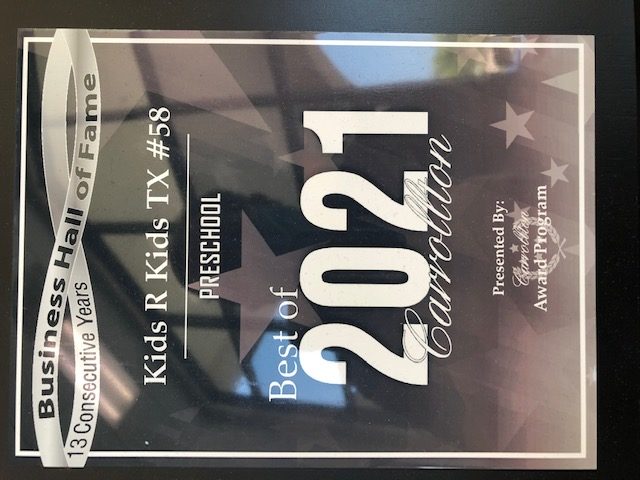 Business Hall of Fame
13 Consecutive Years
Kids R Kids TX #58
PRESCHOOL
Best of
2021
Carrollton
Presented By:
Carrollton
Award Program